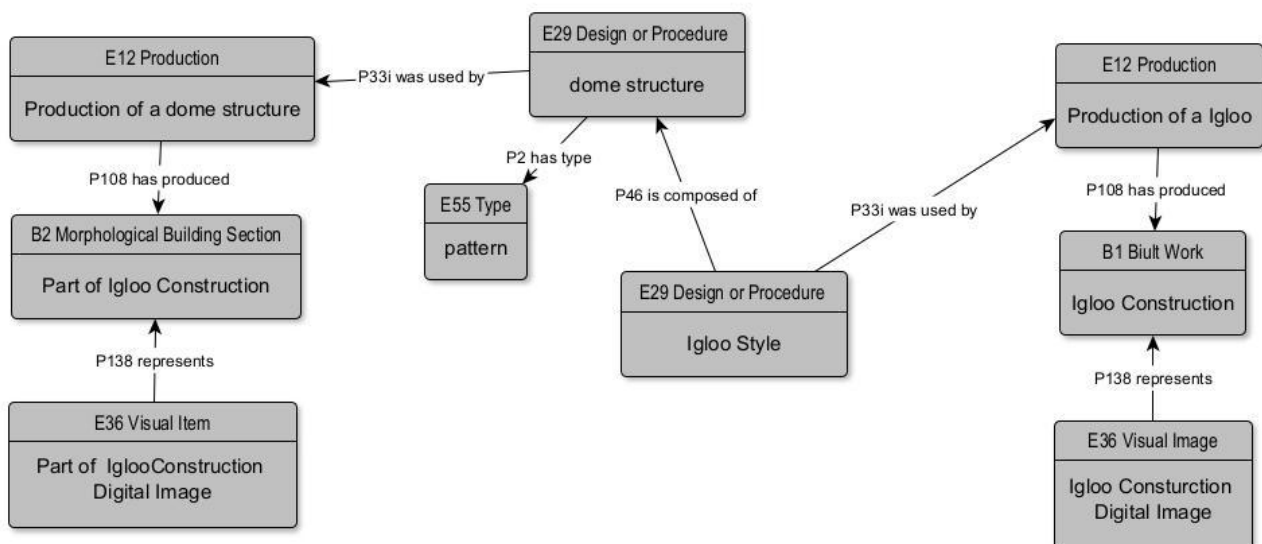 E12 Production
Production of a dome structure
P33i was used by
E29 Design or Procedure
dome structure
E12 Production
Production of a Igloo
P108 has produced
P2 has type
P46 is composed of
P33i was used by
P108 has produced
B2 Morphological Building Section
Part of Igloo Construction
E55 Type
pattern
E29 Design or Procedure
Igloo Style
B1 Biult Work
Igloo Construction
P138 represents
P138 represents
E36 Visual Item
Part of IglooConstruction
Digital Image
E36 Visual Image
Igloo Consturction
Digital Image